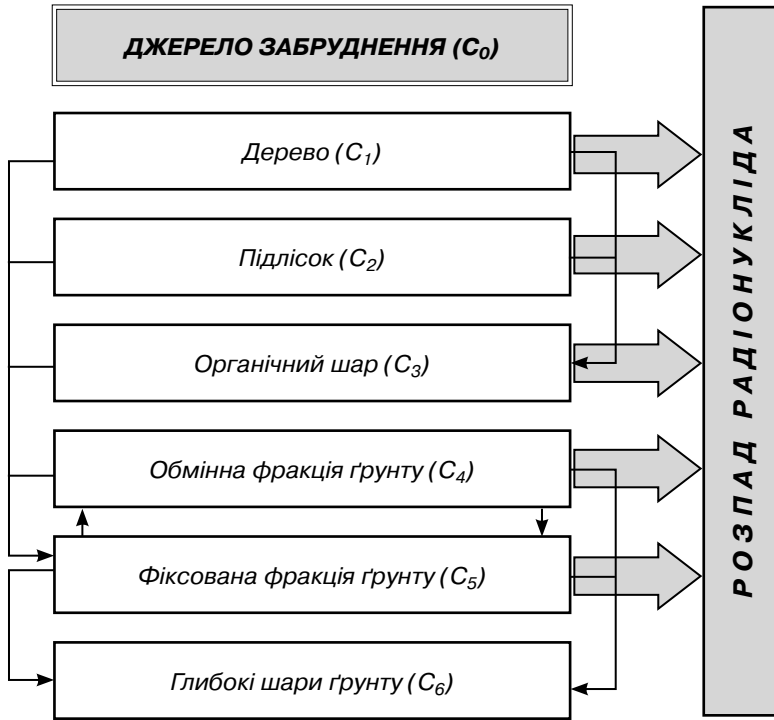 ДЖЕРЕЛО ЗАБРУДНЕННЯ (C₀)
Дерево (C₁)
Підлісок (C₂)
Органічний шар (C₃)
Обмінна фракція ґрунту (C₄)
Фіксована фракція ґрунту (C₅)
Глибокі шари ґрунту (C₆)
РОЗПАД РАДІОНУКЛІДА